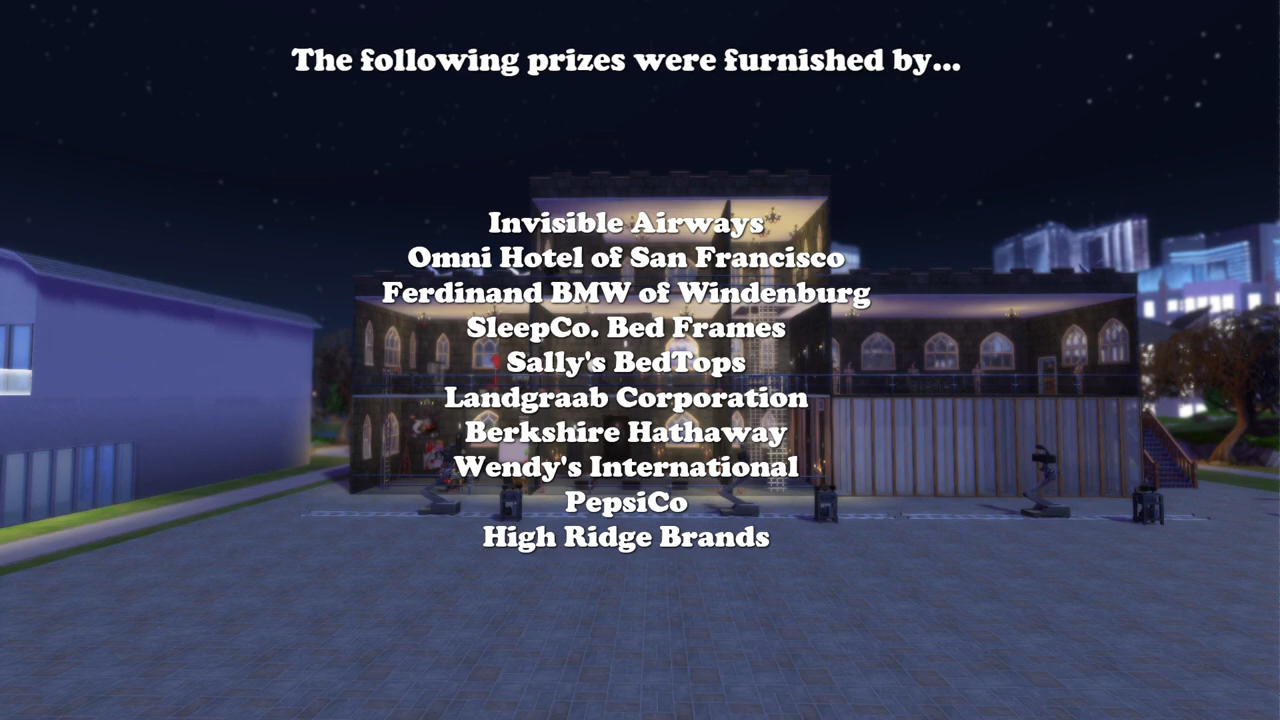 The following prizes were furnished by...
Invisible Airways
Omni Hotel of San Francisco
Ferdinand BMW of Windenburg
SleepCo. Bed Frames
Sally's BedTops
Landgraab Corporation
Berkshire Hathaway
Wendy's International
PepsiCo
High Ridge Brands